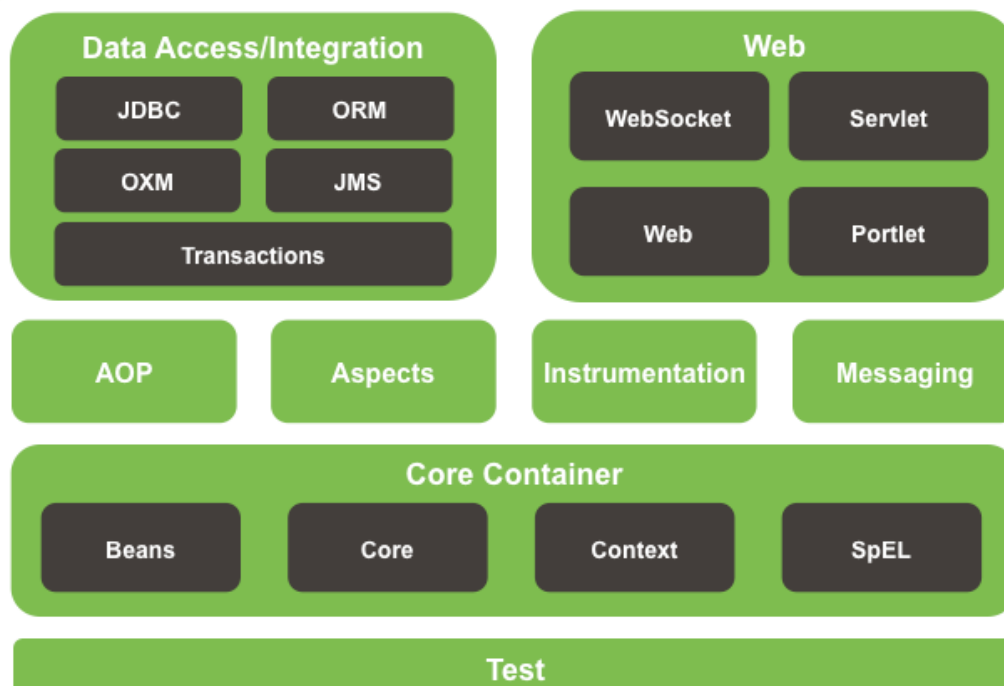 Data Access/Integration
JDBC
ORM
OXM
JMS
Transactions
Web
WebSocket
Servlet
Web
Portlet
AOP
Aspects
Instrumentation
Messaging
Core Container
Beans
Core
Context
SpEL
Test